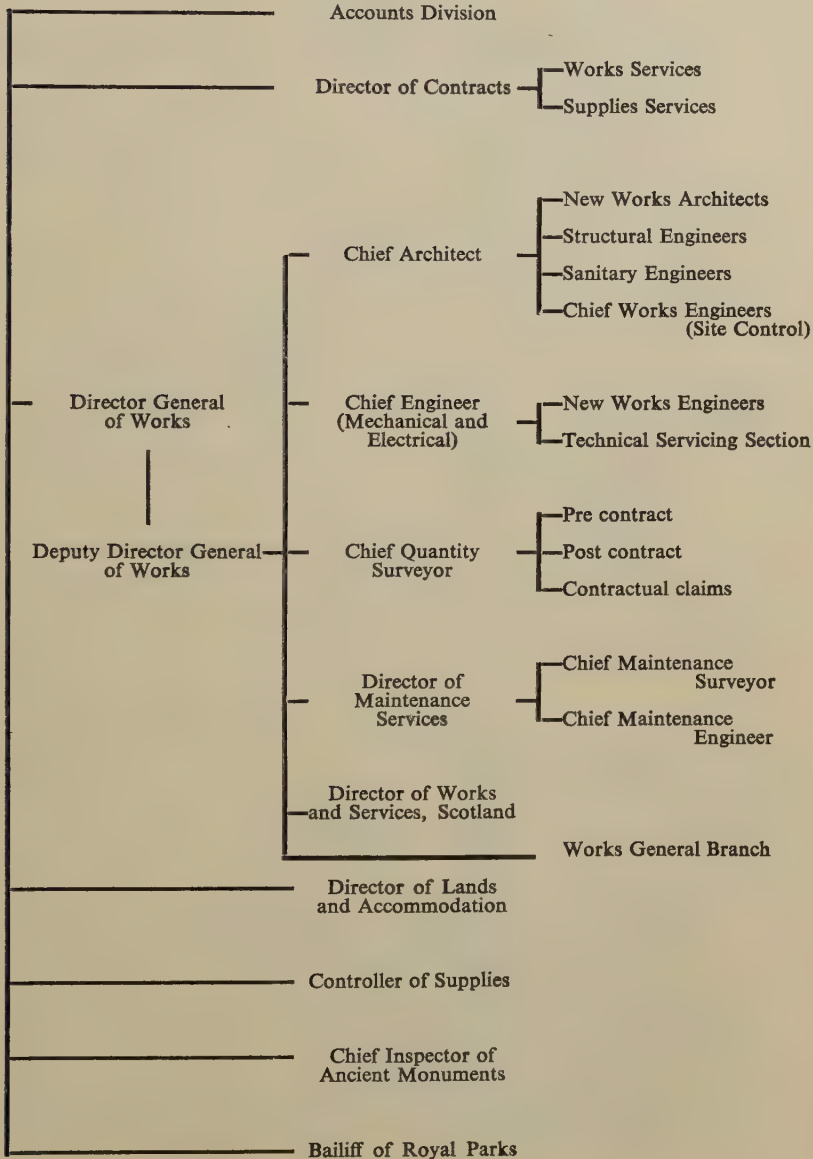 Accounts Division
Director of Contracts
Works Services
Supplies Services
Chief Architect
New Works Architects
Structural Engineers
Sanitary Engineers
Chief Works Engineers
(Site Control)
Director General
of Works
Chief Engineer
(Mechanical and
Electrical)
New Works Engineers
Technical Servicing Section
Deputy Director General
of Works
Chief Quantity
Surveyor
Pre contract
Post contract
Contractual claims
Director of
Maintenance
Services
Chief Maintenance
Surveyor
Chief Maintenance
Engineer
Director of Works
and Services, Scotland
Works General Branch
Director of Lands
and Accommodation
Controller of Supplies
Chief Inspector of
Ancient Monuments
Bailiff of Royal Parks